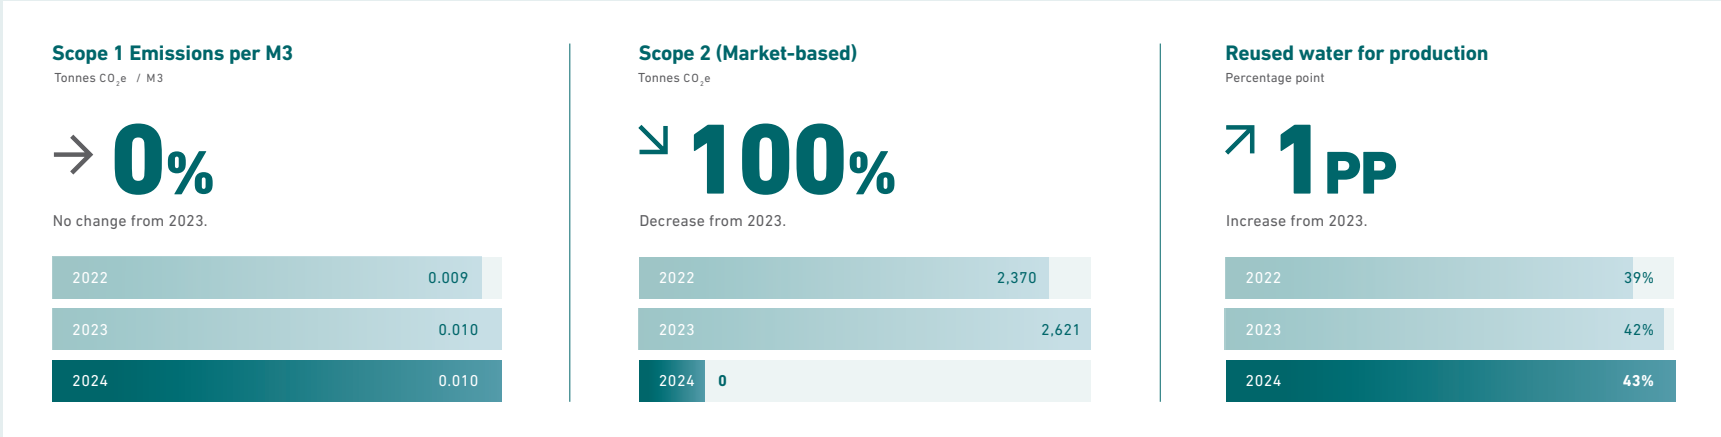 Scope 1 Emissions per M3
Tonnes CO₂e / M3
0%
No change from 2023.
2022 0.009
2023 0.010
2024 0.010
Scope 2 (Market-based)
Tonnes CO₂e
100%
Decrease from 2023.
2022 2,370
2023 2,621
2024 0
Reused water for production
Percentage point
1PP
Increase from 2023.
2022 39%
2023 42%
2024 43%